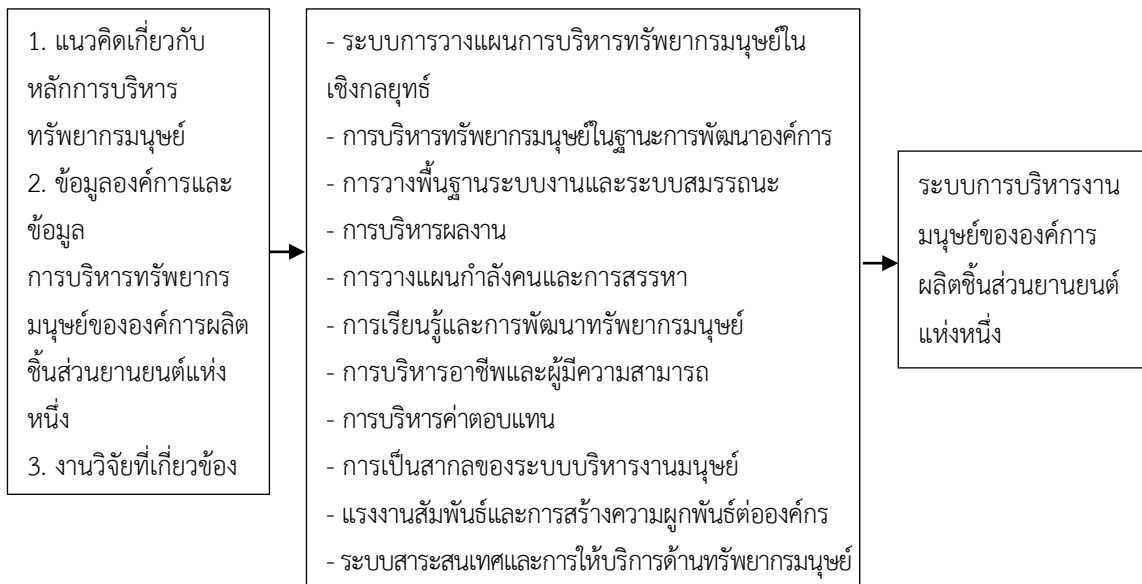 1. แนวคิดเกี่ยวกับ
หลักการบริหาร
ทรัพยากรมนุษย์
2. ข้อมูลองค์การและ
ข้อมูล
การบริหารทรัพยากร
มนุษย์ขององค์การผลิต
ชิ้นส่วนยานยนต์แห่ง
หนึ่ง
3. งานวิจัยที่เกี่ยวข้อง
- ระบบการวางแผนการบริหารทรัพยากรมนุษย์ใน
เชิงกลยุทธ์
- การบริหารทรัพยากรมนุษย์ในฐานะการพัฒนาองค์การ
- การวางพื้นฐานระบบงานและระบบสมรรถนะ
- การบริหารผลงาน
- การวางแผนกำลังคนและการสรรหา
- การเรียนรู้และการพัฒนาทรัพยากรมนุษย์
- การบริหารอาชีพและผู้มีความสามารถ
- การบริหารค่าตอบแทน
- การเป็นสากลของระบบบริหารงานมนุษย์
- แรงงานสัมพันธ์และการสร้างความผูกพันธ์ต่อองค์กร
- ระบบสาระสนเทศและการให้บริการด้านทรัพยากรมนุษย์
ระบบการบริหารงาน
มนุษย์ขององค์การ
ผลิตชิ้นส่วนยานยนต์
แห่งหนึ่ง